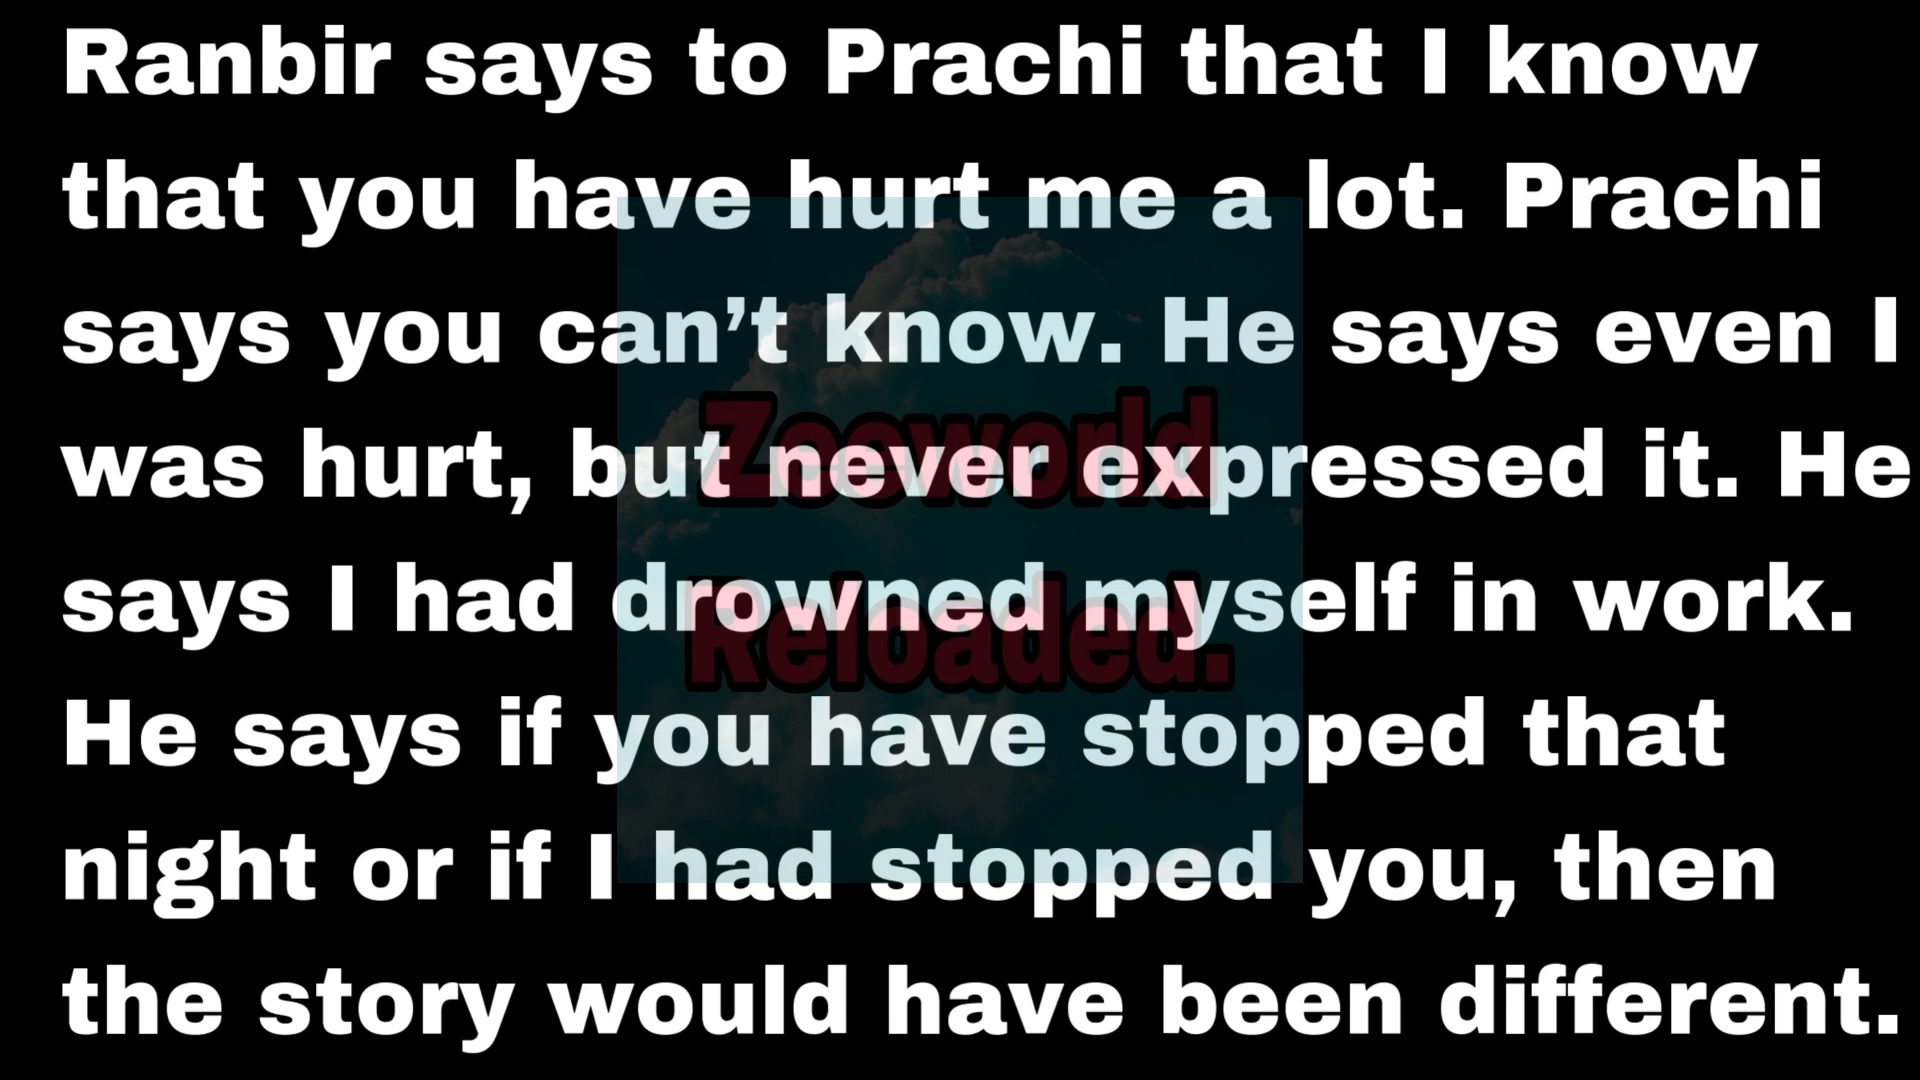 Ranbir says to Prachi that I know
that you have hurt me a lot. Prachi
says you can’t know. He says even I
was hurt, but never expressed it. He
says I had drowned myself in work.
He says if you have stopped that
night or if I had stopped you, then
the story would have been different.
Zeeworld
Reloaded.